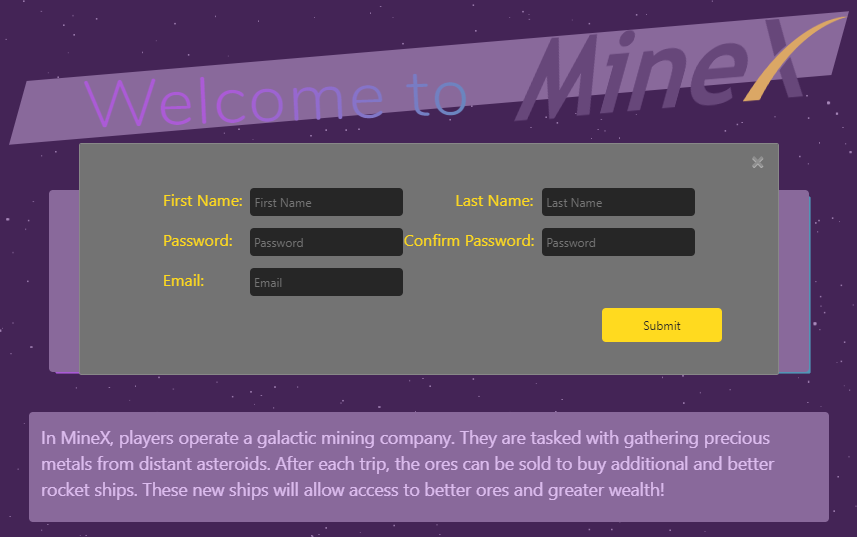 Welcome to MineX
First Name: First Name Last Name: Last Name
Password: Password Confirm Password: Password
Email: Email
Submit
In MineX, players operate a galactic mining company. They are tasked with gathering precious
metals from distant asteroids. After each trip, the ores can be sold to buy additional and better
rocket ships. These new ships will allow access to better ores and greater wealth!